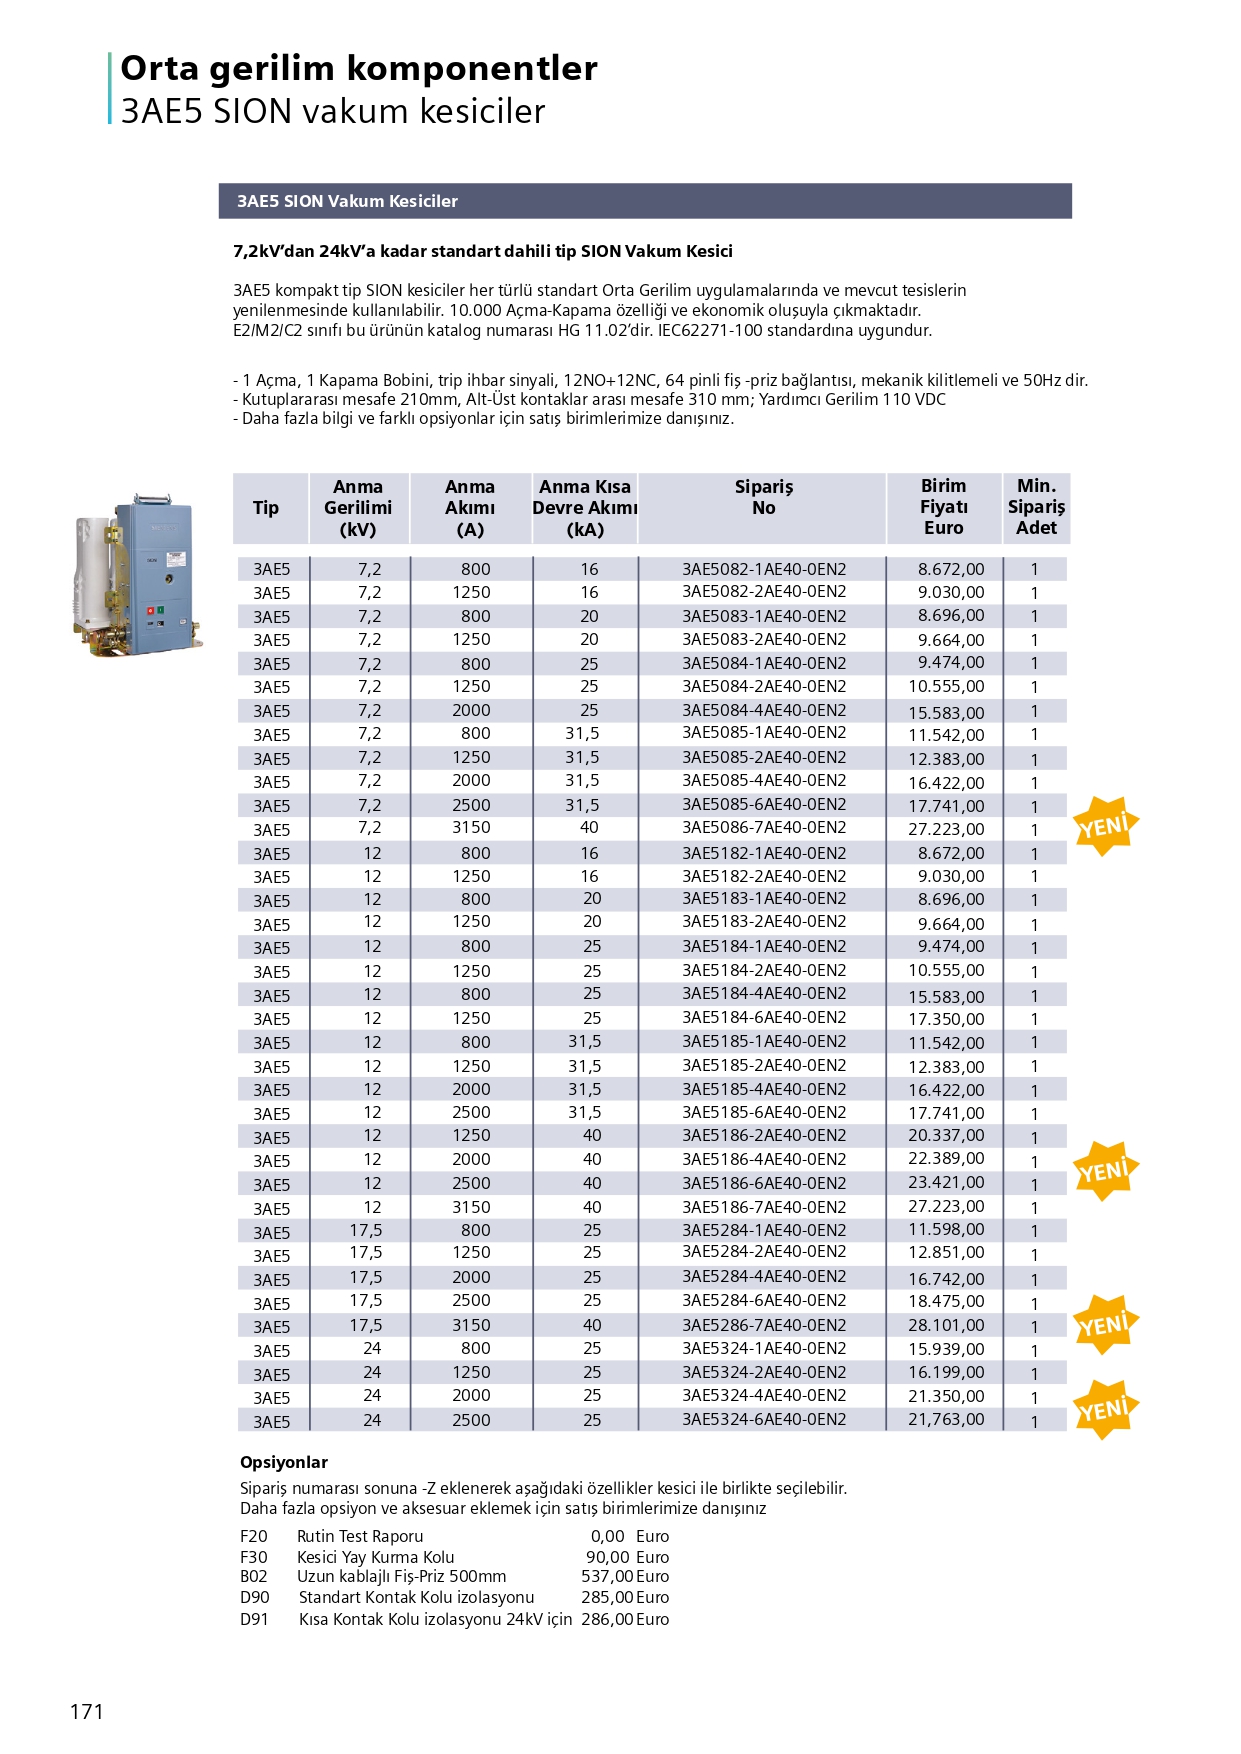 Orta gerilim komponentler
3AE5 SION vakum kesiciler
3AE5 SION Vakum Kesiciler
7,2kV’dan 24kV’a kadar standart dahili tip SION Vakum Kesici
3AE5 kompakt tip SION kesiciler her türlü standart Orta Gerilim uygulamalarında ve mevcut tesislerin
yenilenmesinde kullanılabilir. 10.000 Açma-Kapama özelliği ve ekonomik oluşuyla çıkmaktadır.
E2/M2/C2 sınıfı bu ürünün katalog numarası HG 11.02’dir. IEC62271-100 standardına uygundur.
- 1 Açma, 1 Kapama Bobini, trip ihbar sinyali, 12NO+12NC, 64 pinli fiş -priz bağlantısı, mekanik kilitlemeli ve 50Hz dir.
- Kutuplararası mesafe 210mm, Alt-Üst kontaklar arası mesafe 310 mm; Yardımcı Gerilim 110 VDC
- Daha fazla bilgi ve farklı opsiyonlar için satış birimlerimize danışınız.
Tip Anma Gerilimi (kV) Anma Akımı (A) Anma Kısa Devre Akımı (kA) Sipariş No Birim Fiyatı Euro Min. Sipariş Adet
3AE5 7,2 800 16 3AE5082-1AE40-0EN2 8.672,00 1
3AE5 7,2 1250 16 3AE5082-2AE40-0EN2 9.030,00 1
3AE5 7,2 800 20 3AE5083-1AE40-0EN2 8.696,00 1
3AE5 7,2 1250 20 3AE5083-2AE40-0EN2 9.664,00 1
3AE5 7,2 800 25 3AE5084-1AE40-0EN2 9.474,00 1
3AE5 7,2 1250 25 3AE5084-2AE40-0EN2 10.555,00 1
3AE5 7,2 2000 25 3AE5084-4AE40-0EN2 15.583,00 1
3AE5 7,2 800 31,5 3AE5085-1AE40-0EN2 11.542,00 1
3AE5 7,2 1250 31,5 3AE5085-2AE40-0EN2 12.383,00 1
3AE5 7,2 2000 31,5 3AE5085-4AE40-0EN2 16.422,00 1
3AE5 7,2 2500 31,5 3AE5085-6AE40-0EN2 17.741,00 1
3AE5 7,2 3150 40 3AE5086-7AE40-0EN2 27.223,00 1 YENİ
3AE5 12 800 16 3AE5182-1AE40-0EN2 8.672,00 1
3AE5 12 1250 16 3AE5182-2AE40-0EN2 9.030,00 1
3AE5 12 800 20 3AE5183-1AE40-0EN2 8.696,00 1
3AE5 12 1250 20 3AE5183-2AE40-0EN2 9.664,00 1
3AE5 12 800 25 3AE5184-1AE40-0EN2 9.474,00 1
3AE5 12 1250 25 3AE5184-2AE40-0EN2 10.555,00 1
3AE5 12 800 25 3AE5184-4AE40-0EN2 15.583,00 1
3AE5 12 1250 25 3AE5184-6AE40-0EN2 17.350,00 1
3AE5 12 800 31,5 3AE5185-1AE40-0EN2 11.542,00 1
3AE5 12 1250 31,5 3AE5185-2AE40-0EN2 12.383,00 1
3AE5 12 2000 31,5 3AE5185-4AE40-0EN2 16.422,00 1
3AE5 12 2500 31,5 3AE5185-6AE40-0EN2 17.741,00 1
3AE5 12 1250 40 3AE5186-2AE40-0EN2 20.337,00 1
3AE5 12 2000 40 3AE5186-4AE40-0EN2 22.389,00 1 YENİ
3AE5 12 2500 40 3AE5186-6AE40-0EN2 23.421,00 1
3AE5 12 3150 40 3AE5186-7AE40-0EN2 27.223,00 1
3AE5 17,5 800 25 3AE5284-1AE40-0EN2 11.598,00 1
3AE5 17,5 1250 25 3AE5284-2AE40-0EN2 12.851,00 1
3AE5 17,5 2000 25 3AE5284-4AE40-0EN2 16.742,00 1
3AE5 17,5 2500 25 3AE5284-6AE40-0EN2 18.475,00 1
3AE5 17,5 3150 40 3AE5286-7AE40-0EN2 28.101,00 1 YENİ
3AE5 24 800 25 3AE5324-1AE40-0EN2 15.939,00 1
3AE5 24 1250 25 3AE5324-2AE40-0EN2 16.199,00 1
3AE5 24 2000 25 3AE5324-4AE40-0EN2 21.350,00 1
3AE5 24 2500 25 3AE5324-6AE40-0EN2 21,763,00 1 YENİ
Opsiyonlar
Sipariş numarası sonuna -Z eklenerek aşağıdaki özellikler kesici ile birlikte seçilebilir.
Daha fazla opsiyon ve aksesuar eklemek için satış birimlerimize danışınız
F20 Rutin Test Raporu 0,00 Euro
F30 Kesici Yay Kurma Kolu 90,00 Euro
B02 Uzun kablajlı Fiş-Priz 500mm 537,00 Euro
D90 Standart Kontak Kolu izolasyonu 285,00 Euro
D91 Kısa Kontak Kolu izolasyonu 24kV için 286,00 Euro
171